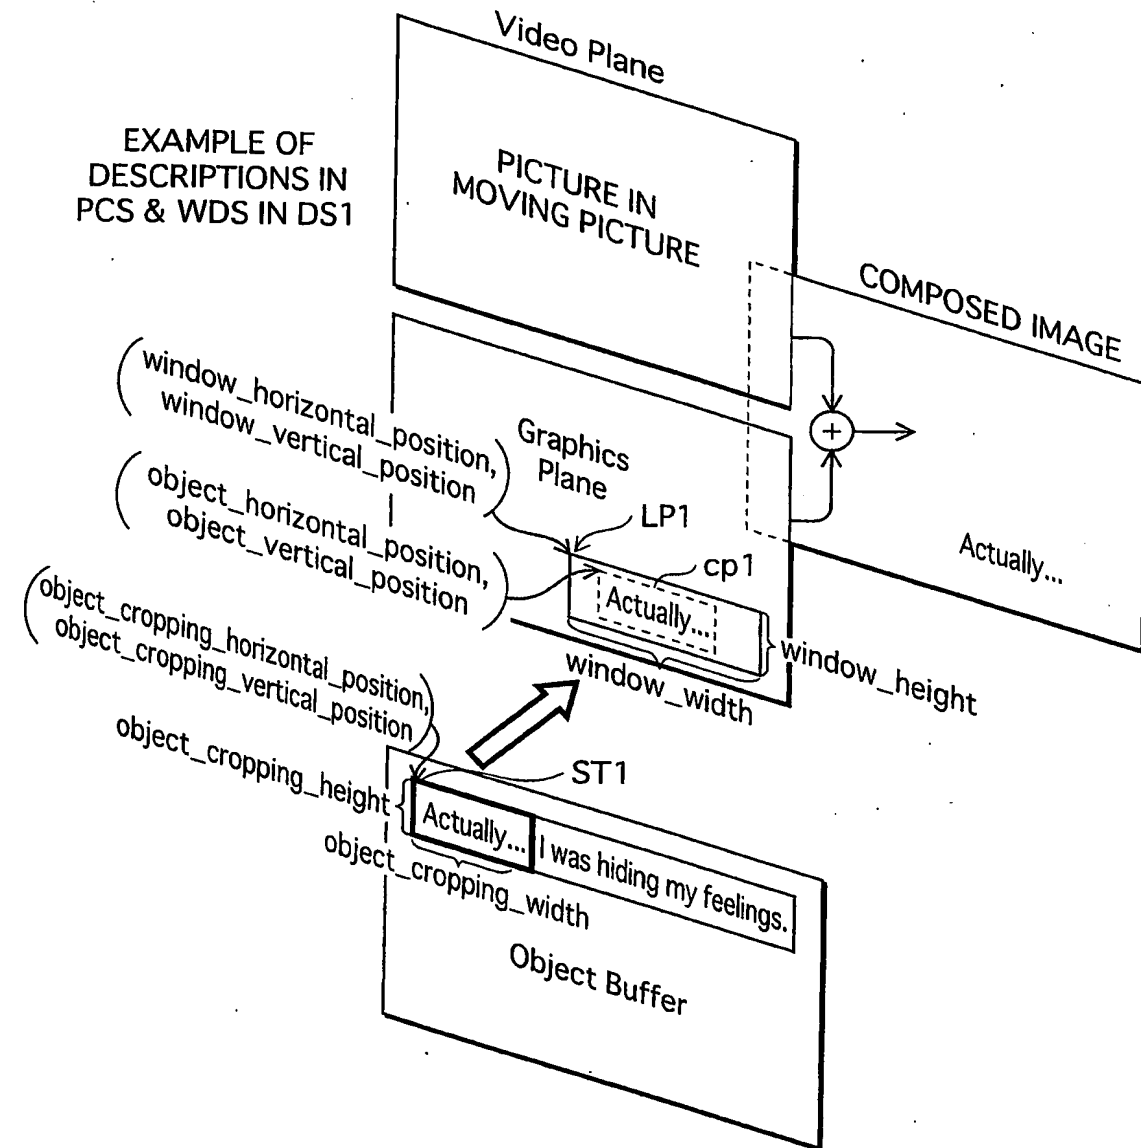 Video Plane
EXAMPLE OF
DESCRIPTIONS IN
PCS & WDS IN DS1
PICTURE IN
MOVING PICTURE
COMPOSED IMAGE
(window_horizontal_position,
window_vertical_position)
Graphics
Plane
(object_horizontal_position,
object_vertical_position)
LP1
cp1
Actually...
Actually...
(object_cropping_horizontal_position,
object_cropping_vertical_position)
window_height
window_width
object_cropping_height
ST1
Actually...
I was hiding my feelings.
object_cropping_width
Object Buffer